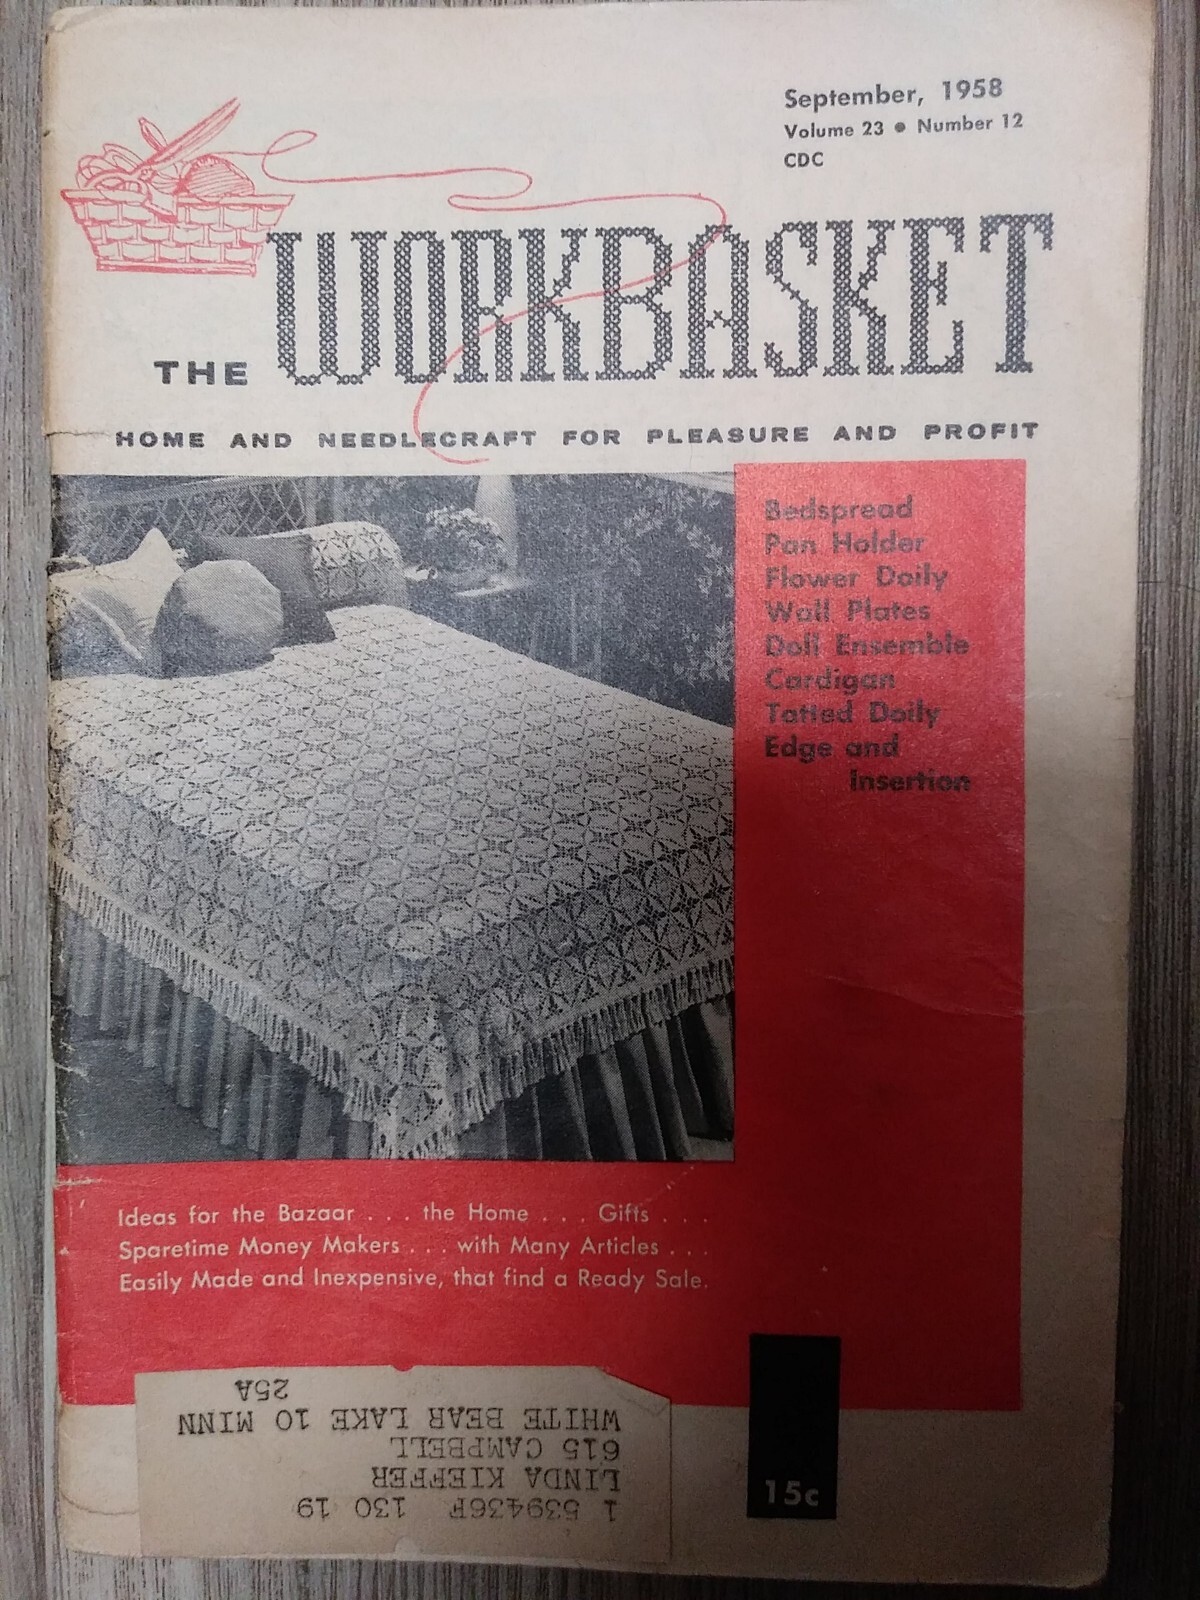 September, 1958
Volume 23 ● Number 12
CDC
THE WORKBASKET
HOME AND NEEDLECRAFT FOR PLEASURE AND PROFIT
Bedspread
Pan Holder
Flower Doily
Wall Plates
Doll Ensemble
Cardigan
Tatted Doily
Edge and
Insertion
Ideas for the Bazaar . . . the Home . . . Gifts . . .
Sparetime Money Makers . . . with Many Articles . . .
Easily Made and Inexpensive, that find a Ready Sale.
15c
1 539436F 130 19
LINDA KIEFFER
615 CAMPBELL
WHITE BEAR LAKE 10 MINN
25A